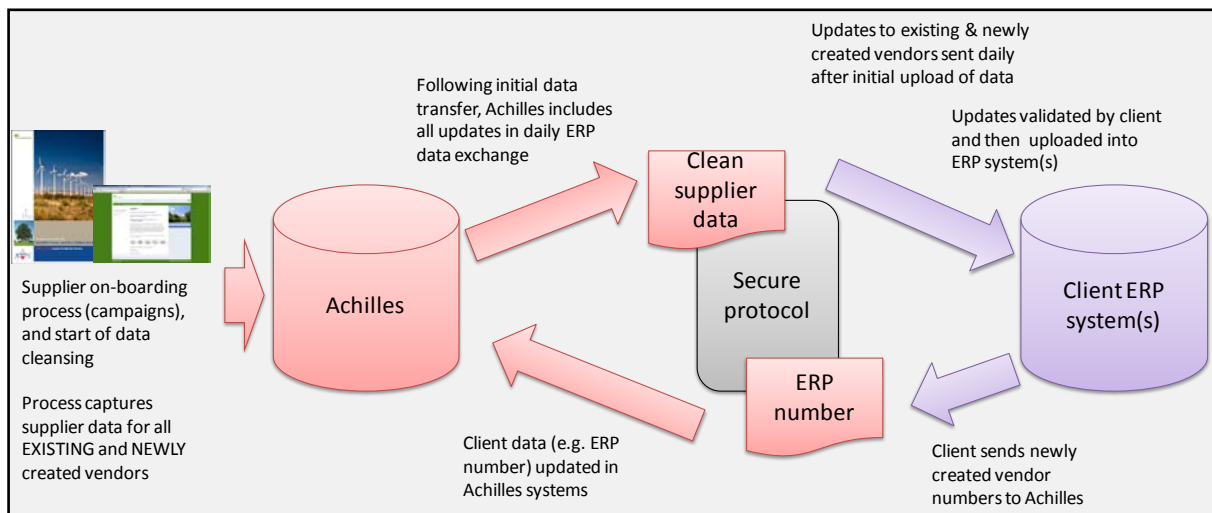 Supplier on-boarding
process (campaigns),
and start of data
cleansing
Process captures
supplier data for all
EXISTING and NEWLY
created vendors
Achilles
Following initial data
transfer, Achilles includes
all updates in daily ERP
data exchange
Clean
supplier
data
Secure
protocol
ERP
number
Client data (e.g. ERP
number) updated in
Achilles systems
Updates to existing & newly
created vendors sent daily
after initial upload of data
Updates validated by client
and then uploaded into
ERP system(s)
Client ERP
system(s)
Client sends newly
created vendor
numbers to Achilles